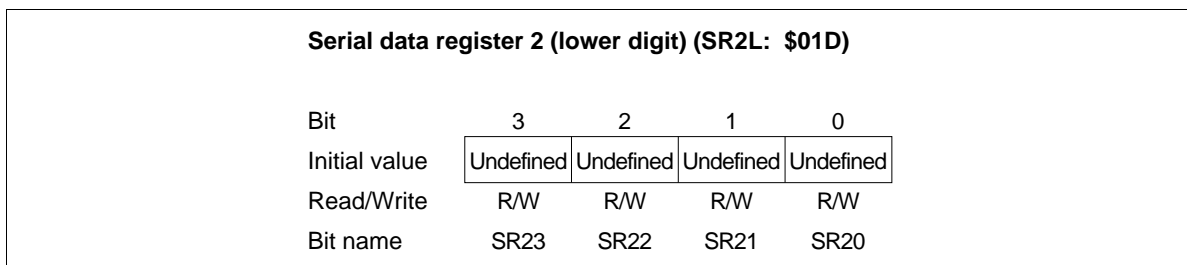 Serial data register 2 (lower digit) (SR2L: $01D)
Bit 3 2 1 0
Initial value Undefined Undefined Undefined Undefined
Read/Write R/W R/W R/W R/W
Bit name SR23 SR22 SR21 SR20